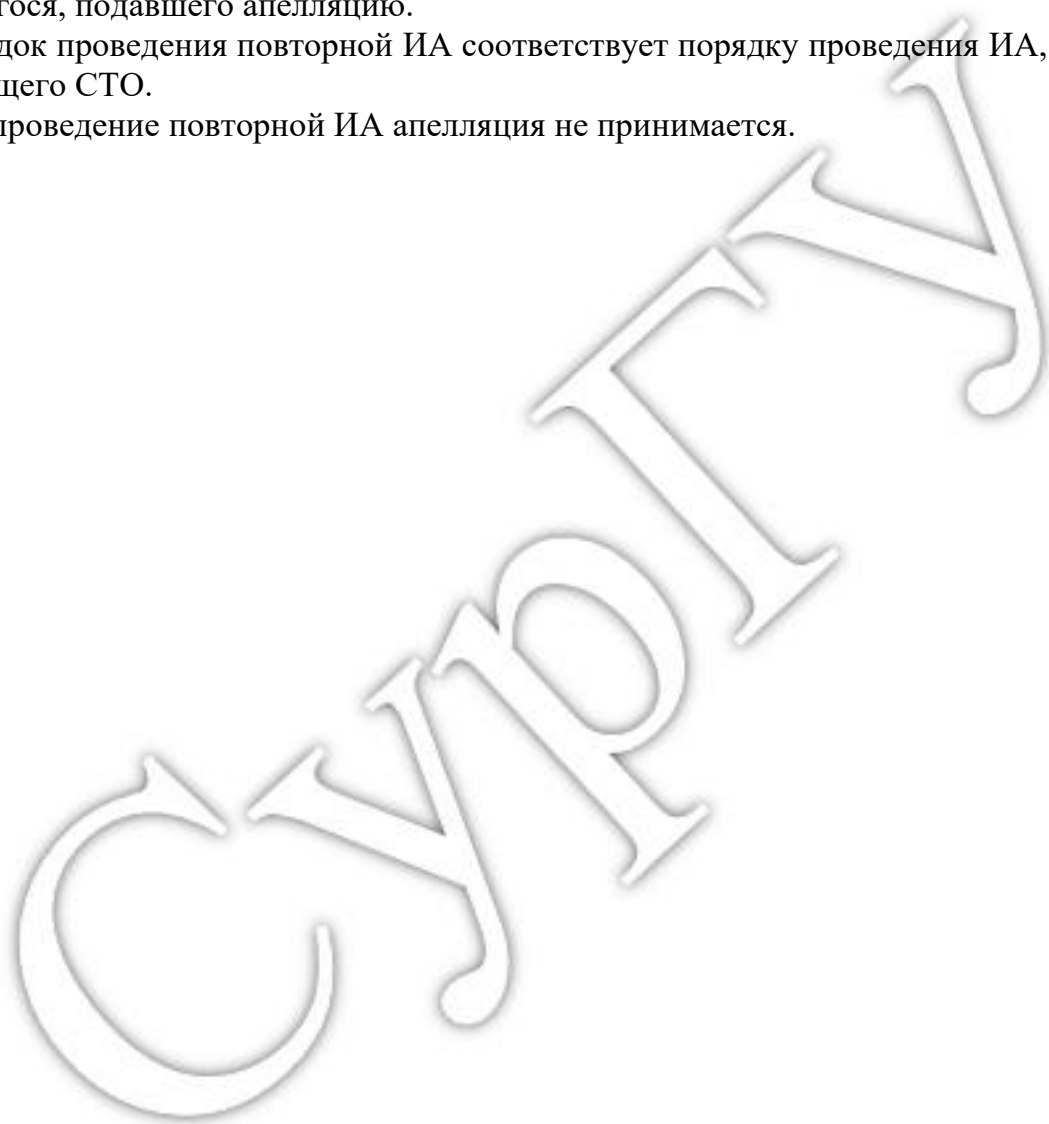 гося, подавшего апелляцию.
док проведения повторной ИА соответствует порядку проведения ИА,
щего СТО.
проведение повторной ИА апелляция не принимается.
СурГУ